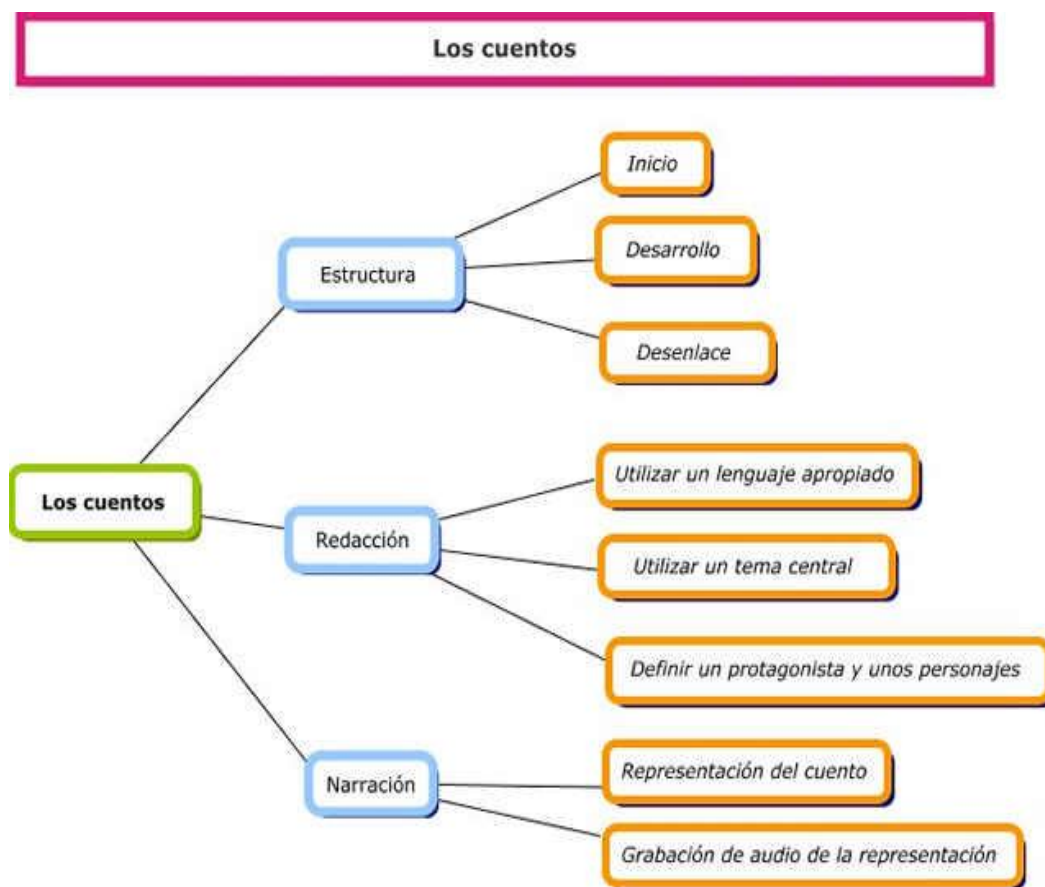 Los cuentos
Inicio
Desarrollo
Estructura
Desenlace
Los cuentos
Utilizar un lenguaje apropiado
Redacción
Utilizar un tema central
Definir un protagonista y unos personajes
Narración
Representación del cuento
Grabación de audio de la representación